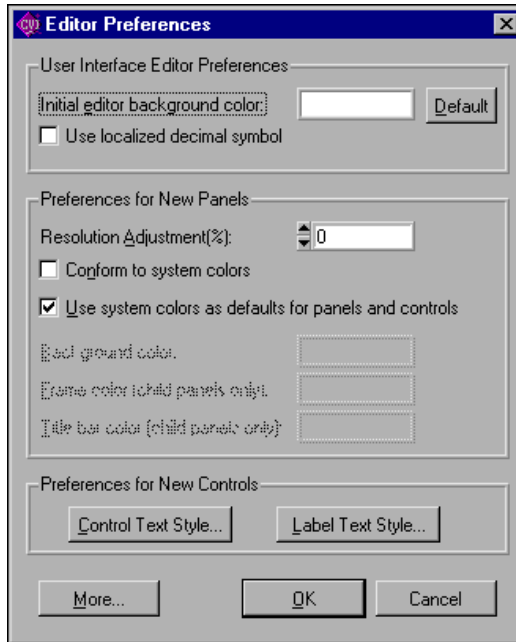 CVI Editor Preferences
User Interface Editor Preferences
Initial editor background color:
Default
Use localized decimal symbol
Preferences for New Panels
Resolution Adjustment(%):
0
Conform to system colors
Use system colors as defaults for panels and controls
Background color:
Frame color (child panels only):
Title bar color (child panels only):
Preferences for New Controls
Control Text Style...
Label Text Style...
More...
OK
Cancel